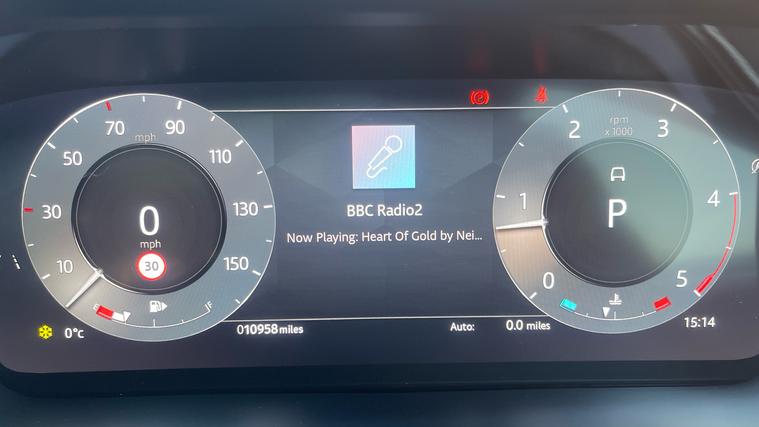 70
90
mph
50
110
30
0
130
mph
30
10
150
E
F
0°c
BBC Radio2
Now Playing: Heart Of Gold by Nei...
010958 miles
Auto:
0.0 miles
rpm
x 1000
2
3
1
P
4
0
5
15:14